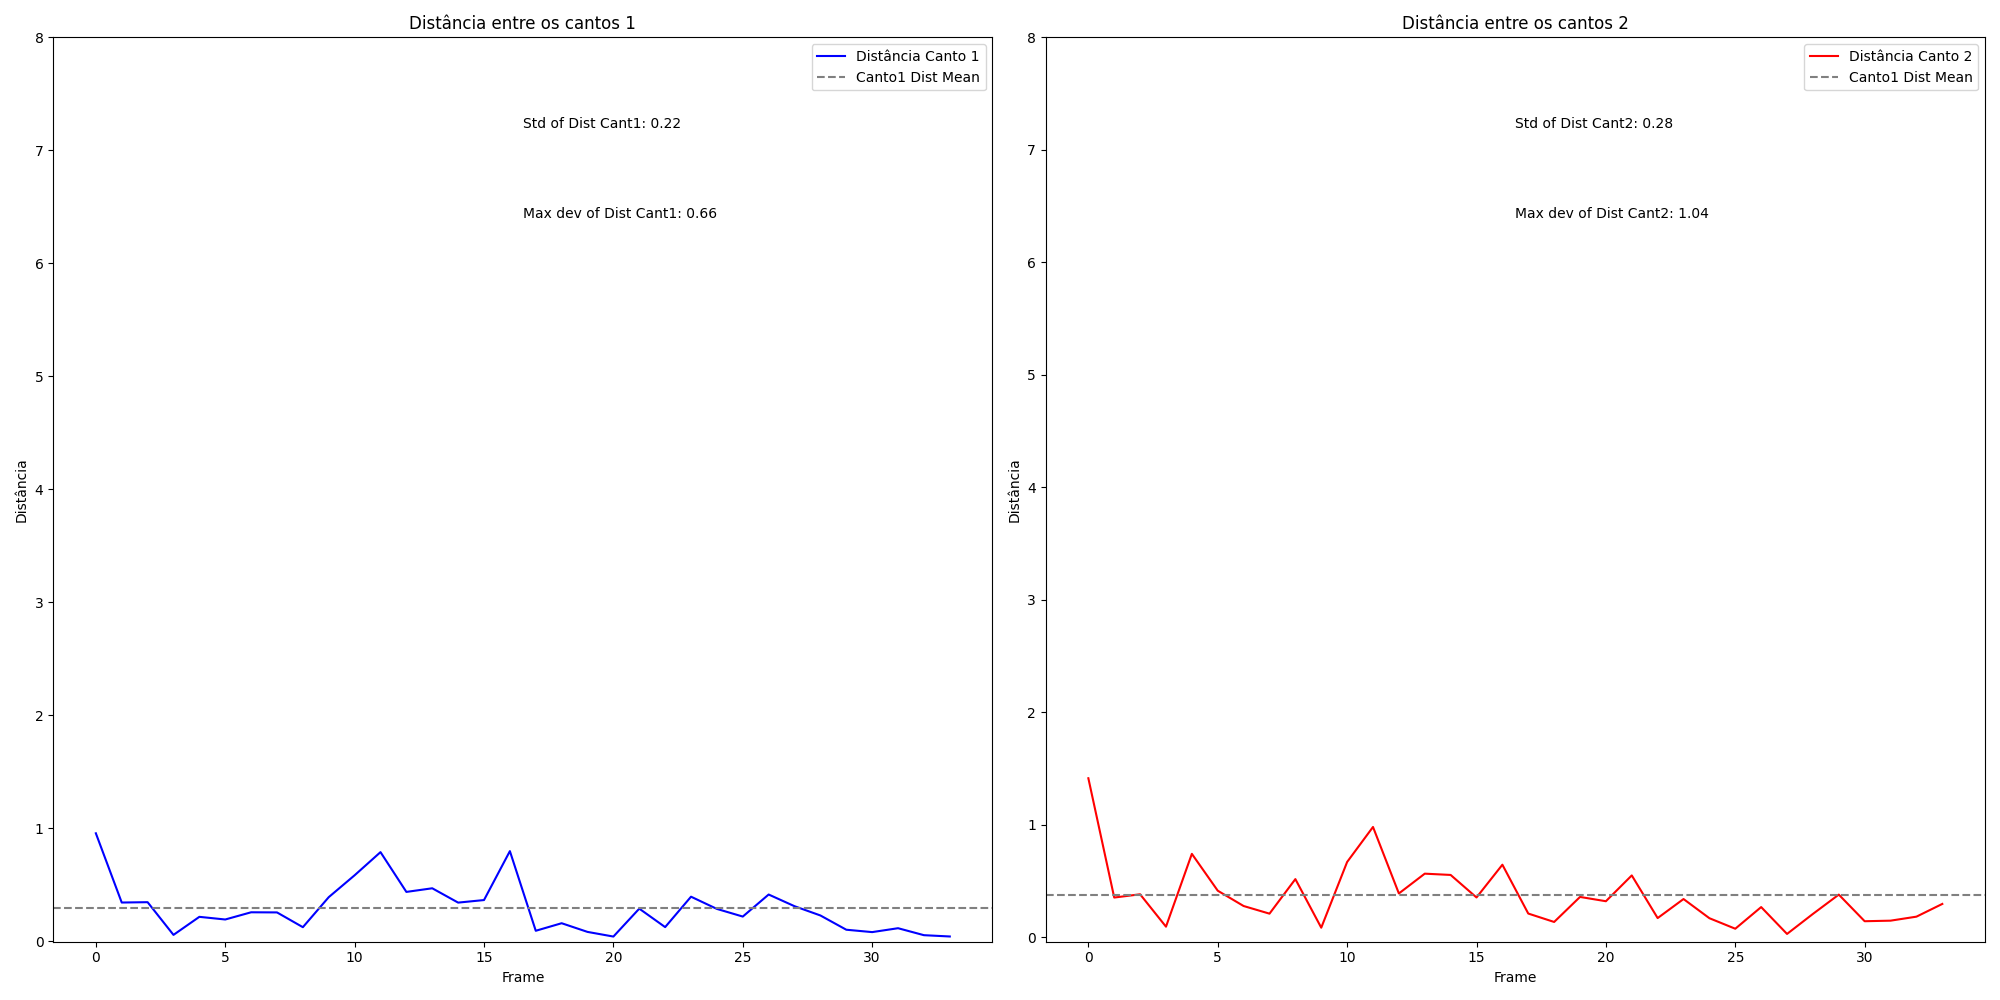 Distância entre os cantos 1
Distância Canto 1
Canto1 Dist Mean
Std of Dist Cant1: 0.22
Max dev of Dist Cant1: 0.66
8
7
6
5
4
3
2
1
0
Distância
0 5 10 15 20 25 30
Frame
Distância entre os cantos 2
Distância Canto 2
Canto1 Dist Mean
Std of Dist Cant2: 0.28
Max dev of Dist Cant2: 1.04
8
7
6
5
4
3
2
1
0
Distância
0 5 10 15 20 25 30
Frame